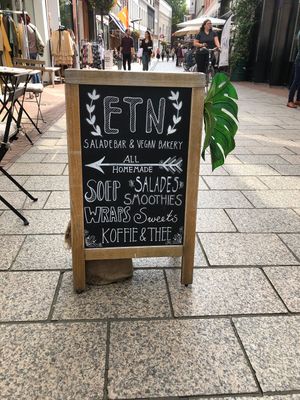 ETN
SALADEBAR & VEGAN BAKERY
ALL
HOMEMADE
SOEP SALADES
SMOOTHIES
WRAPS Sweets
KOFFIE & THEE